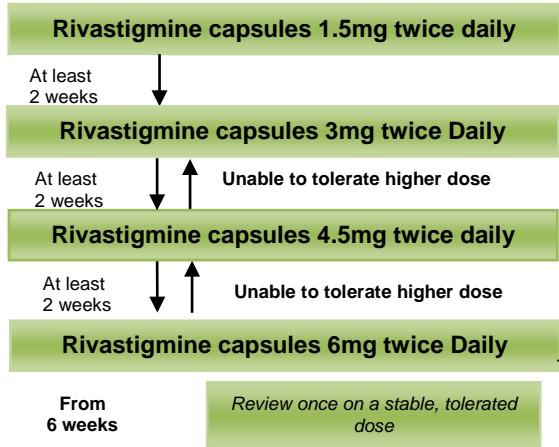 Rivastigmine capsules 1.5mg twice daily
At least
2 weeks
Rivastigmine capsules 3mg twice Daily
At least
2 weeks
Unable to tolerate higher dose
Rivastigmine capsules 4.5mg twice daily
At least
2 weeks
Unable to tolerate higher dose
Rivastigmine capsules 6mg twice Daily
From
6 weeks
Review once on a stable, tolerated
dose